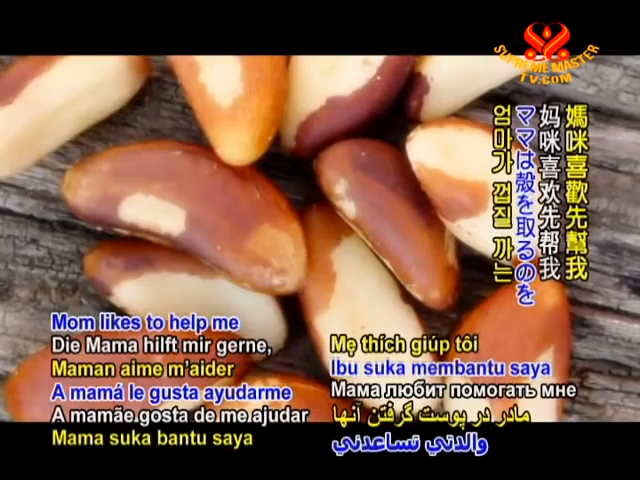 SUPREME MASTER
TV.COM
媽咪喜歡先幫我
妈咪喜欢先帮我
ママは殻を取るのを
엄마가 껍질 까는
Mom likes to help me
Die Mama hilft mir gerne,
Maman aime m'aider
A mamá le gusta ayudarme
A mamãe gosta de me ajudar
Mama suka bantu saya
Mẹ thích giúp tôi
Ibu suka membantu saya
Мама любит помогать мне
مادر در پوست گرفتن آنها
والدتي تساعدني